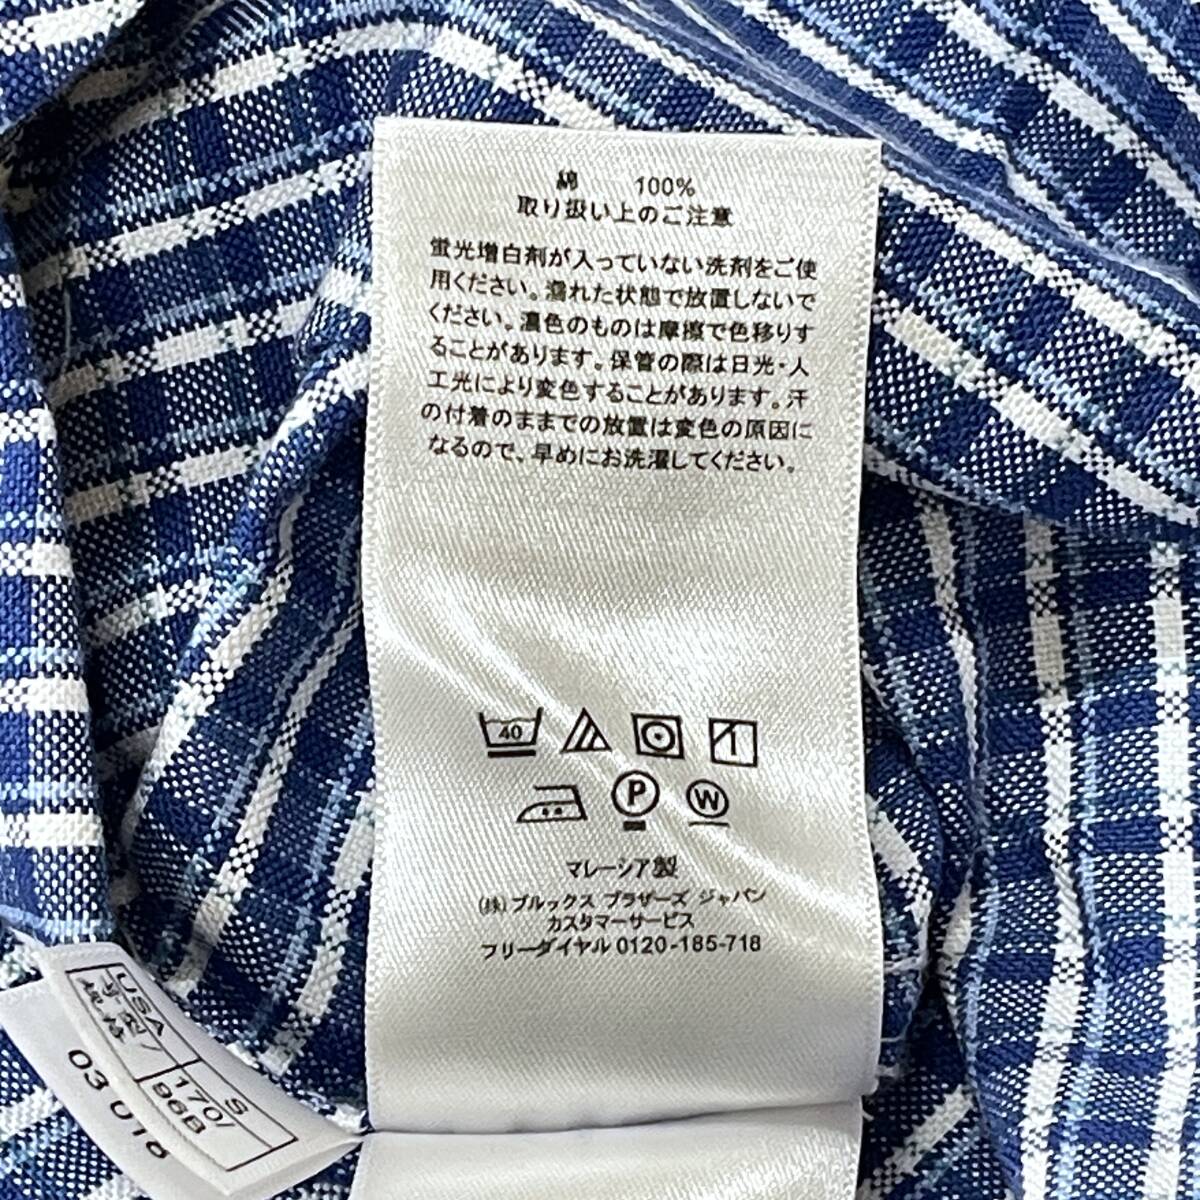 綿 100%
取り扱い上のご注意
蛍光増白剤が入っていない洗剤をご使
用ください。濡れた状態で放置しないで
ください。濃色のものは摩擦で色移りす
ることがあります。保管の際は日光・人
工光により変色することがあります。汗
の付着のままでの放置は変色の原因に
なるので、早めにお洗濯してください。
40
P W
マレーシア製
(株)ブルックス ブラザーズ ジャパン
カスタマーサービス
フリーダイヤル 0120-185-718
USA S
号型/ 170/
规格 96B
03 016